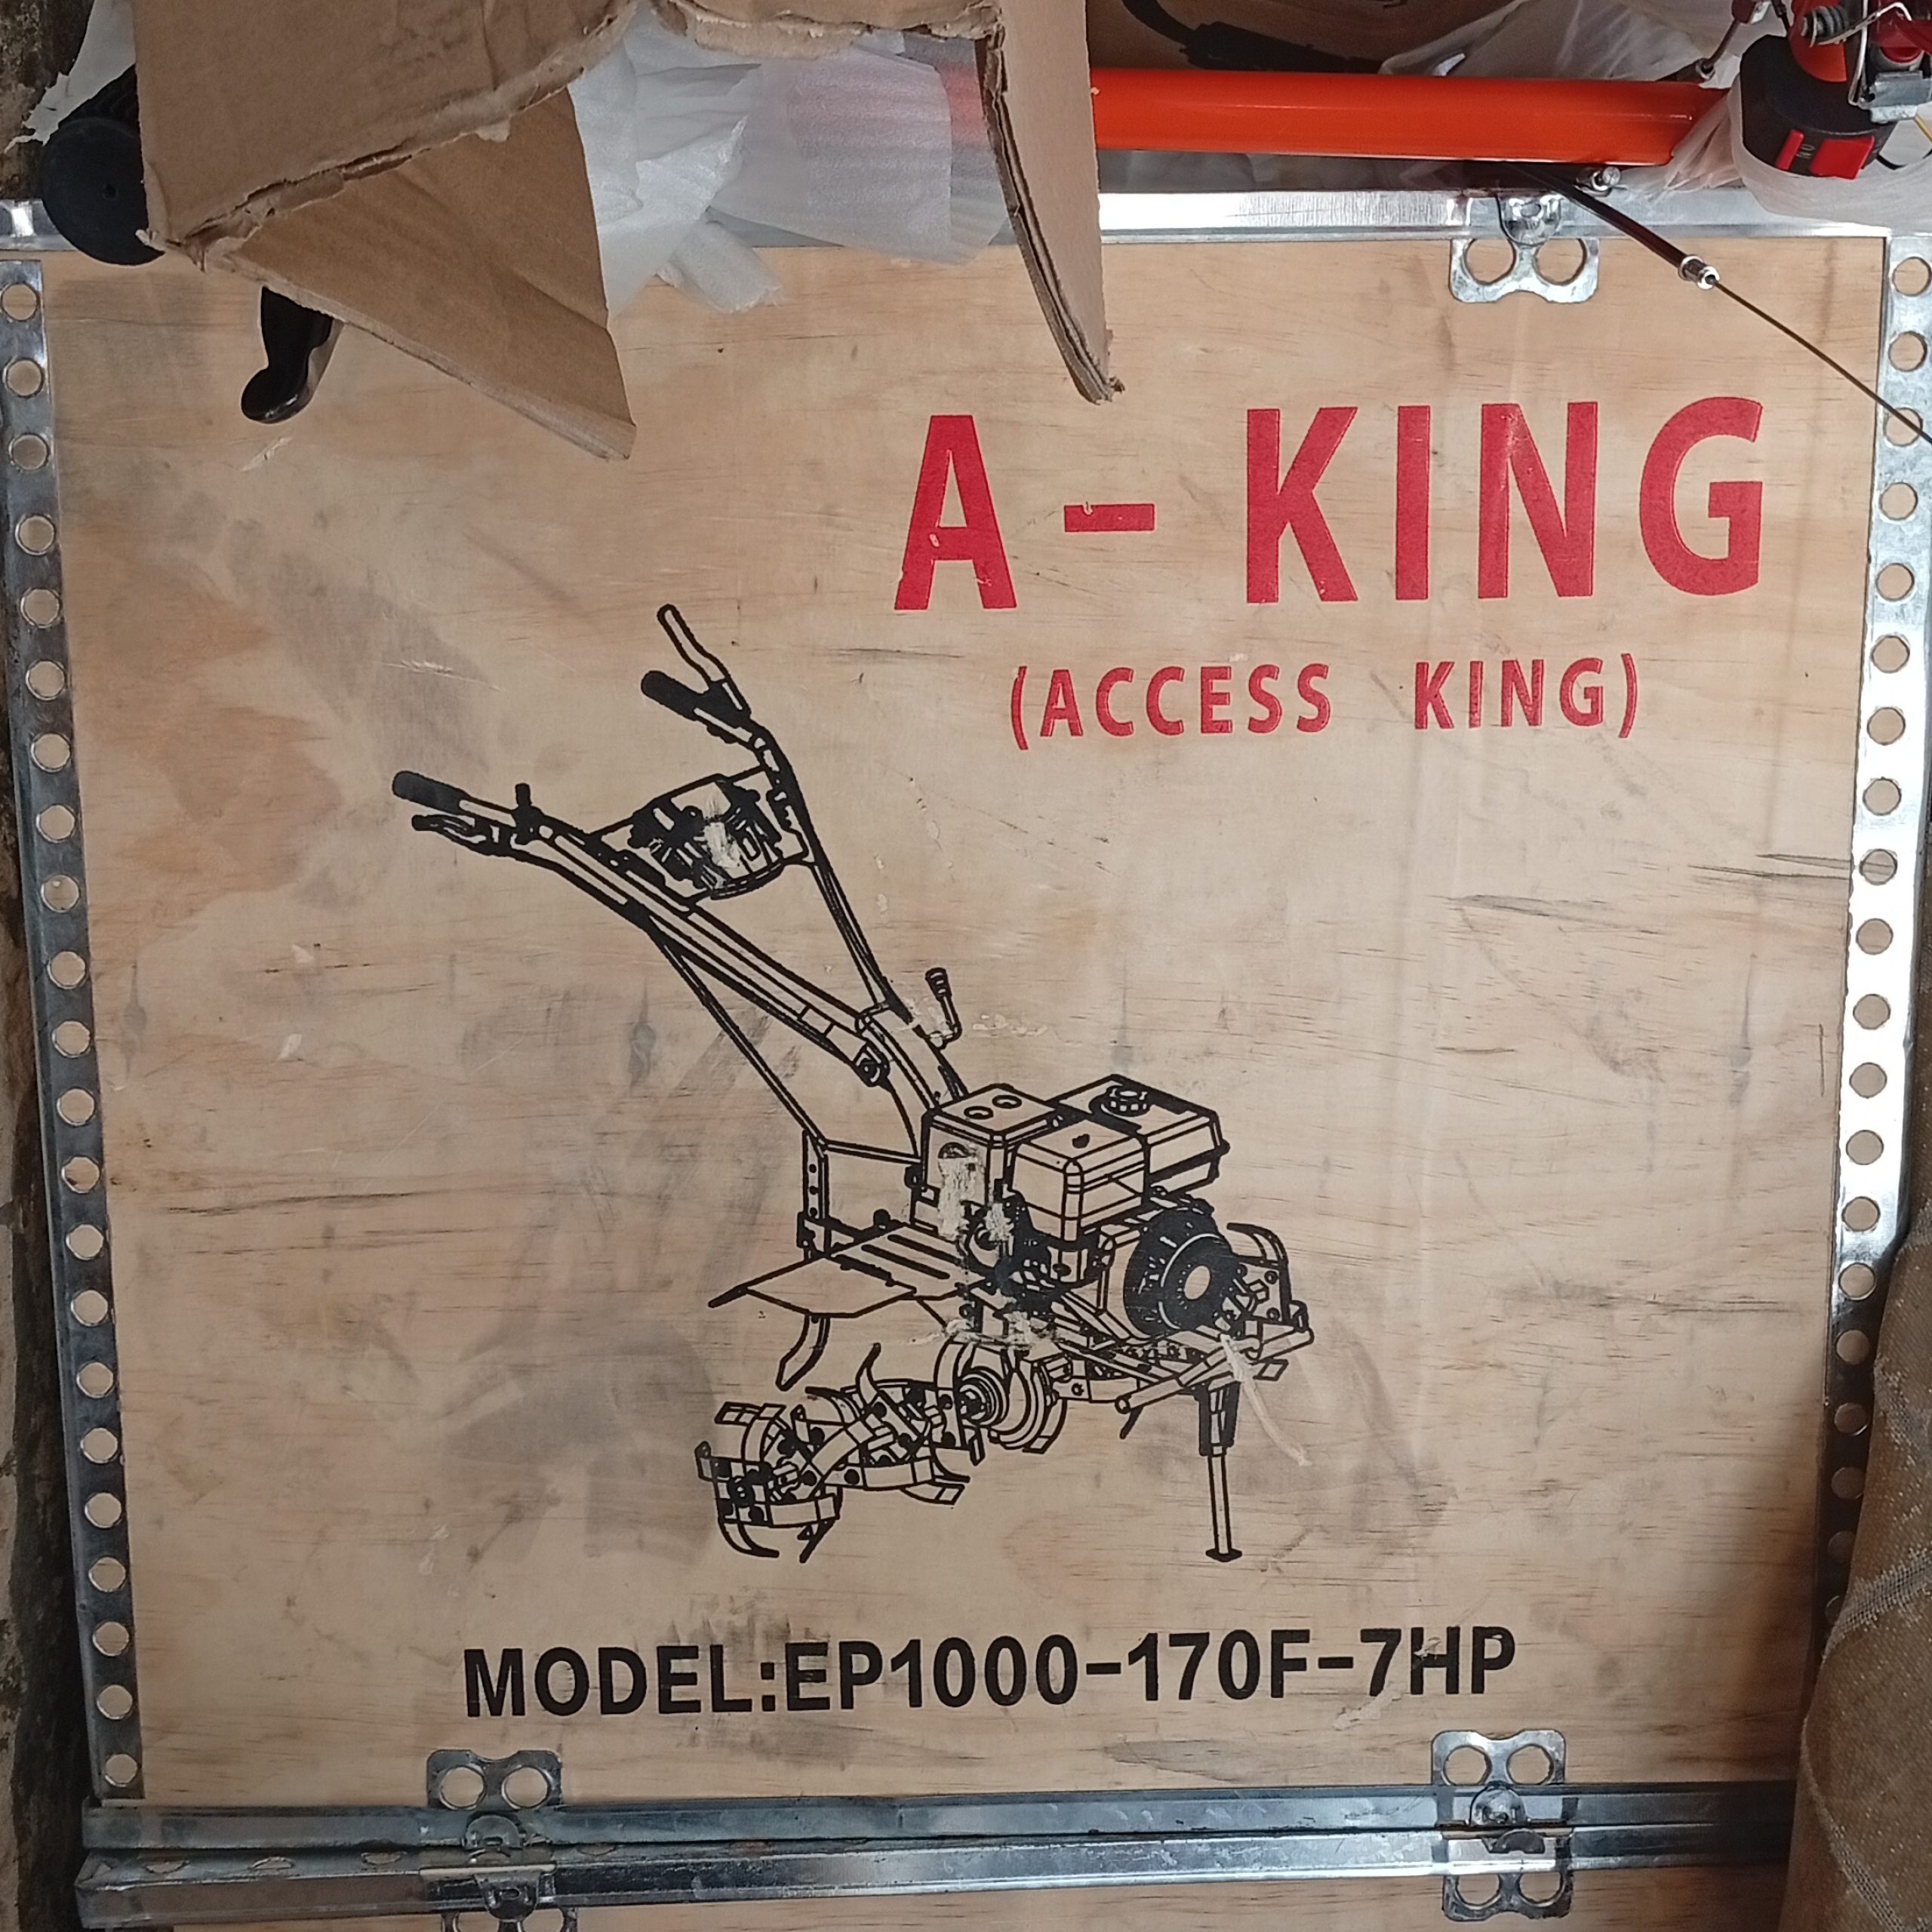 A-KING
(ACCESS KING)
MODEL:EP1000-170F-7HP